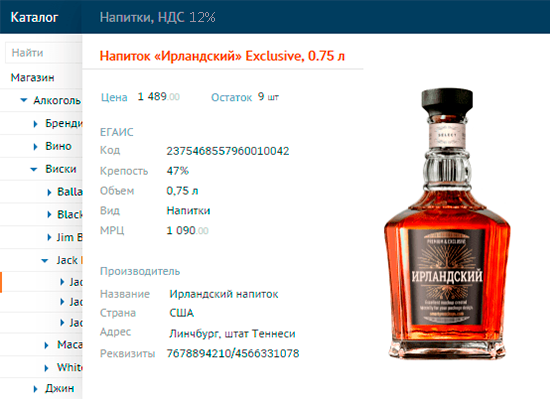 Каталог
Напитки, НДС 12%
Найти
Напиток «Ирландский» Exclusive, 0.75 л
Магазин
Алкоголь
Бренди
Вино
Виски
Balla
Black
Jim B
Jack
Jac
Jac
Jac
Maca
White
Джин
Цена 1 489.00 Остаток 9 шт
ЕГАИС
Код 2375468557960010042
Крепость 47%
Объем 0,75 л
Вид Напитки
МРЦ 1 090.00
Производитель
Название Ирландский напиток
Страна США
Адрес Линчбург, штат Теннеси
Реквизиты 7678894210/4566331078
SELECT
PREMIUM & EXCLUSIVE
ИРЛАНДСКИЙ